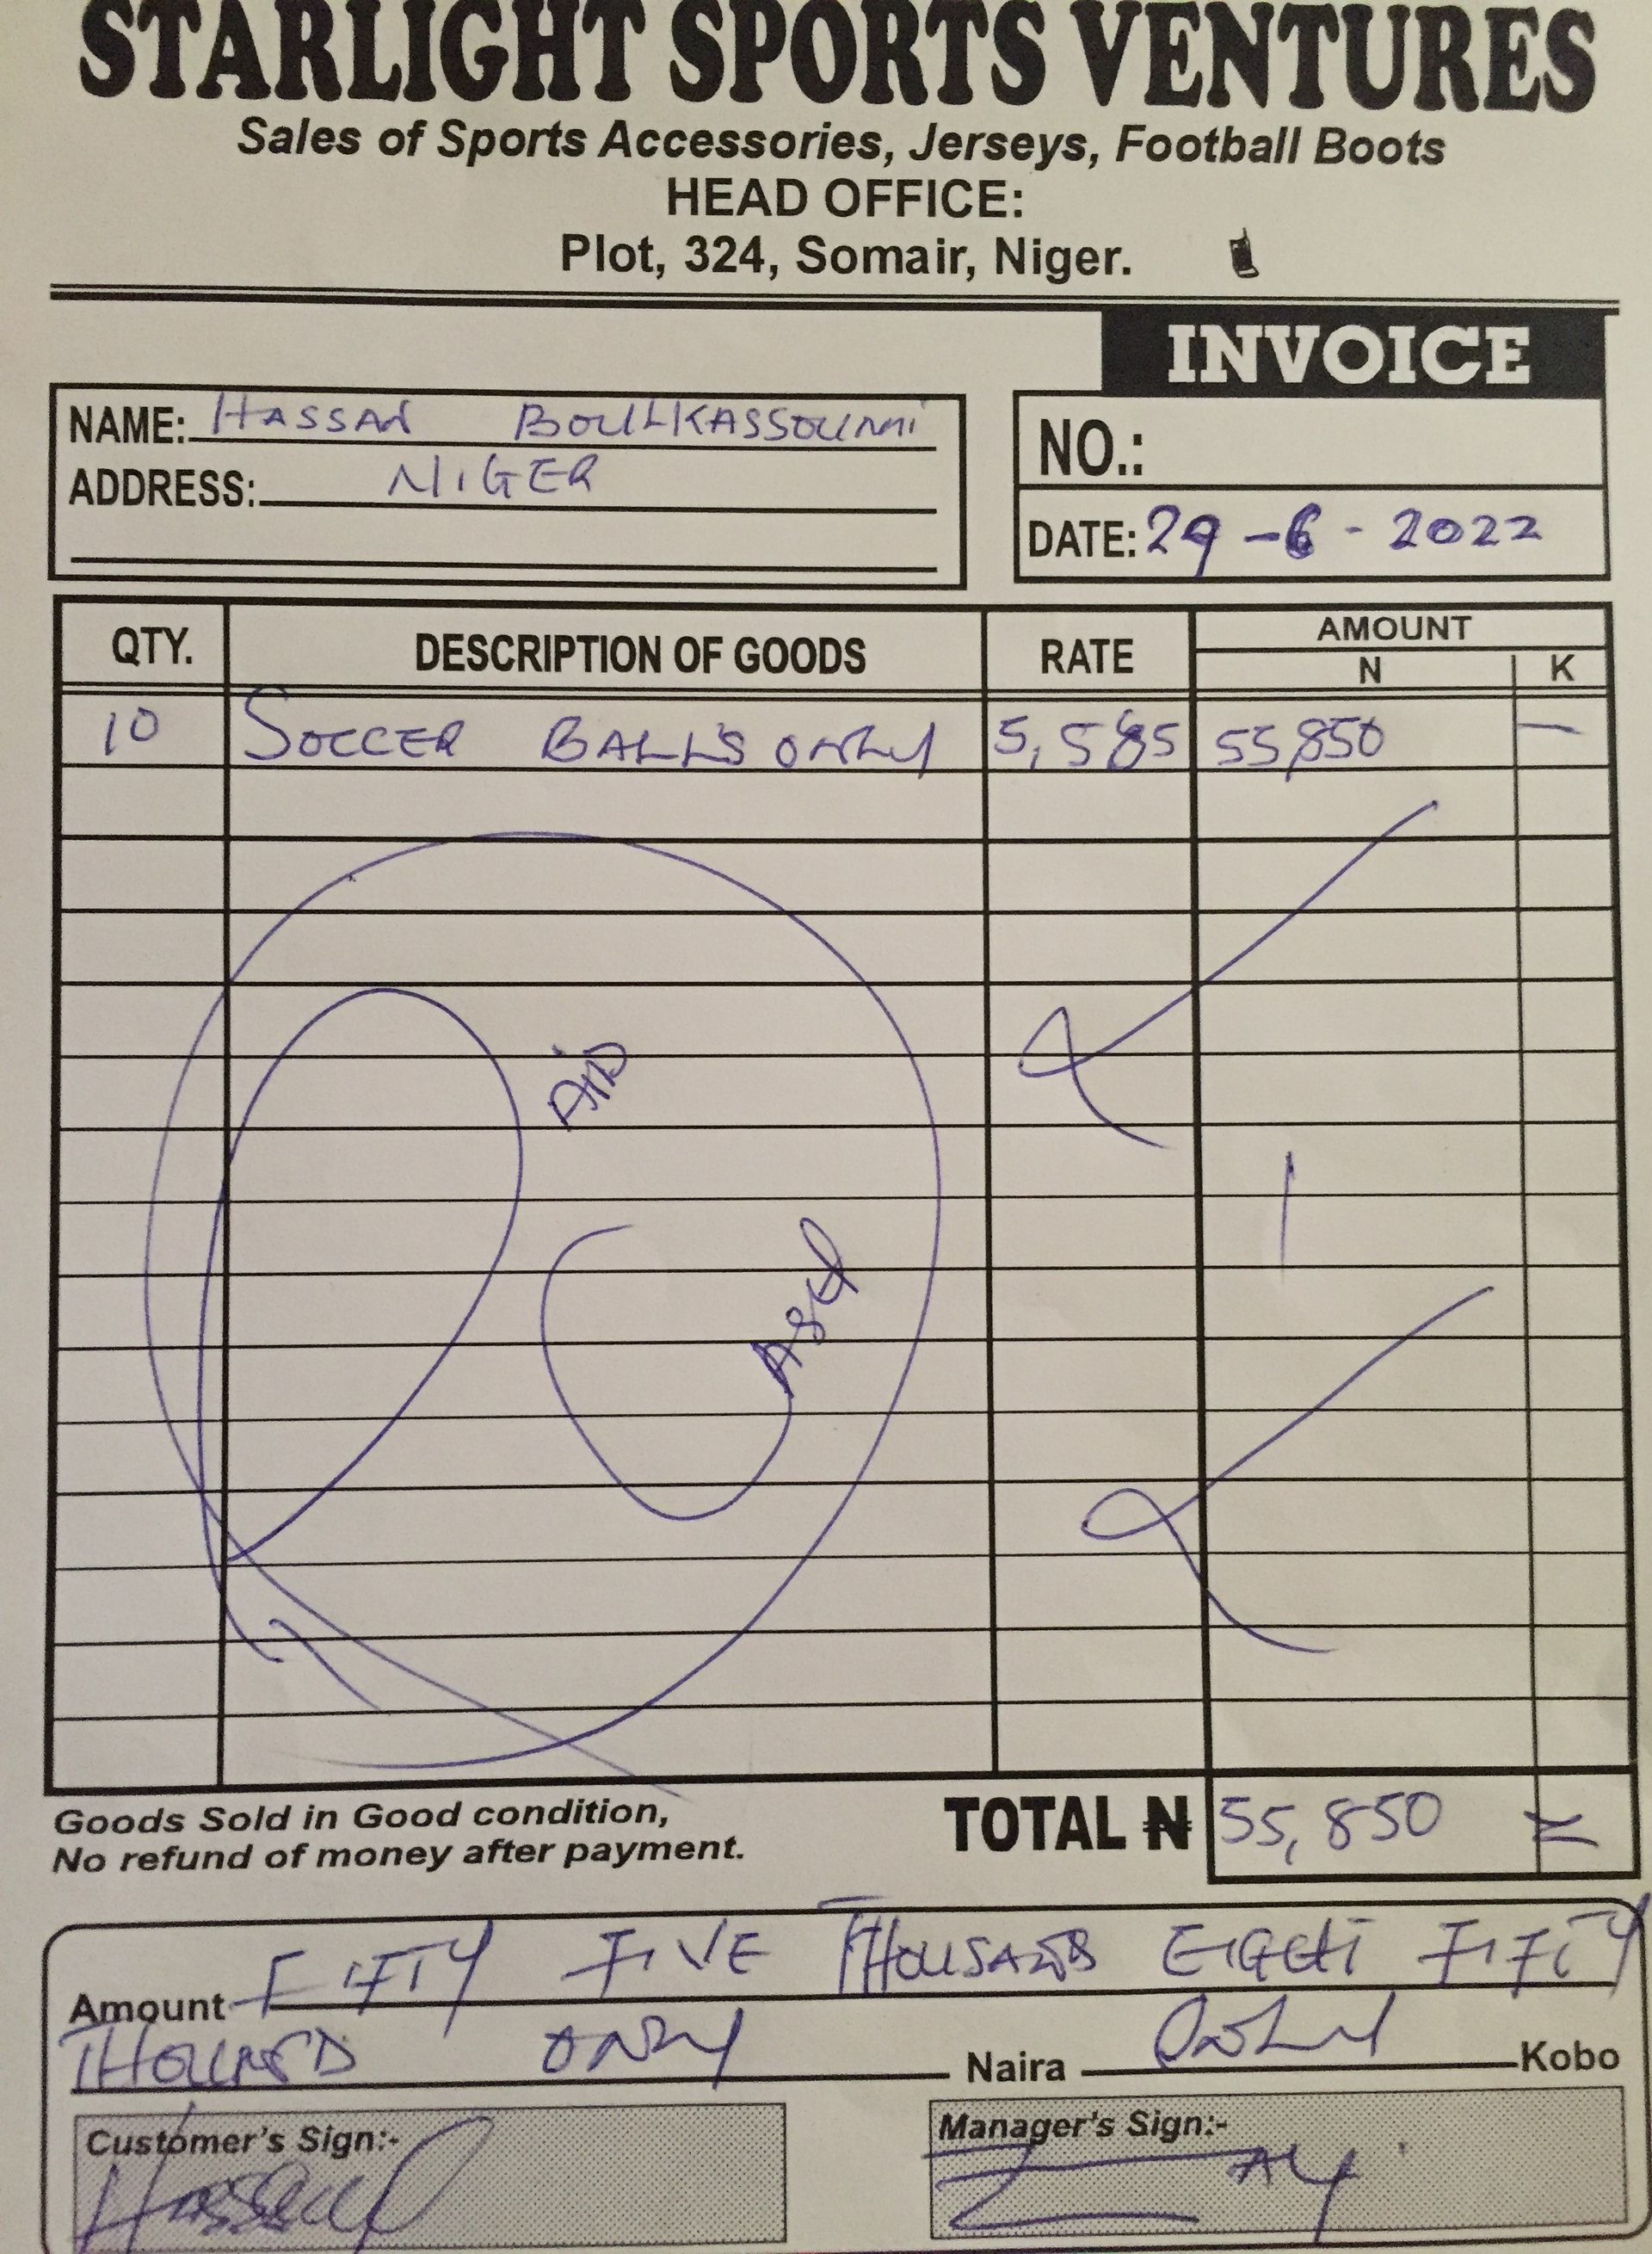 STARLIGHT SPORTS VENTURES
Sales of Sports Accessories, Jerseys, Football Boots
HEAD OFFICE:
Plot, 324, Somair, Niger.
INVOICE
NAME: HASSAN BOULKASSOUMi
ADDRESS: NiGER
NO.:
DATE: 29-6-2022
QTY. DESCRIPTION OF GOODS RATE AMOUNT
N K
10 SOCCER BALLS ONLY 5,585 55,850 —
PAiD
CASH
Goods Sold in Good condition,
No refund of money after payment.
TOTAL ₦ 55,850 =
Amount FIFTY FIVE THOUSAND EIGHT FIFTY
ONLY Naira ONLY Kobo
Customer's Sign:-
Manager's Sign:-